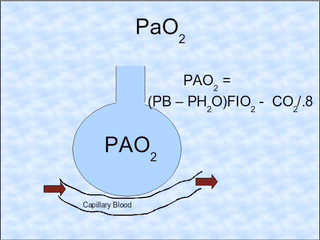 PaO₂
PAO₂ =
(PB – PH₂O)FIO₂ - CO₂/.8
PAO₂
Capillary Blood